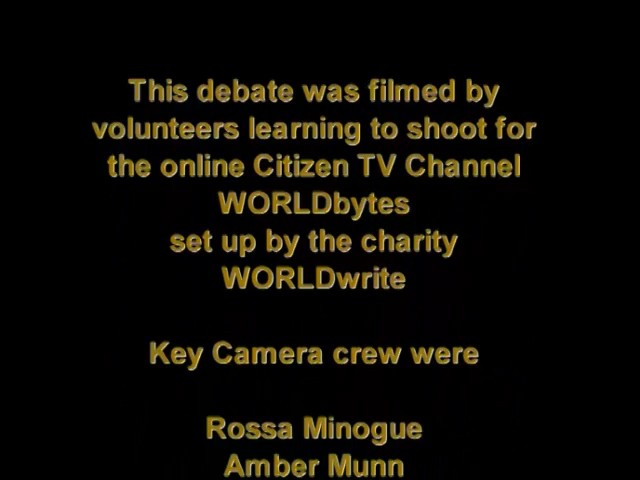 This debate was filmed by
volunteers learning to shoot for
the online Citizen TV Channel
WORLDbytes
set up by the charity
WORLDwrite
Key Camera crew were
Rossa Minogue
Amber Munn